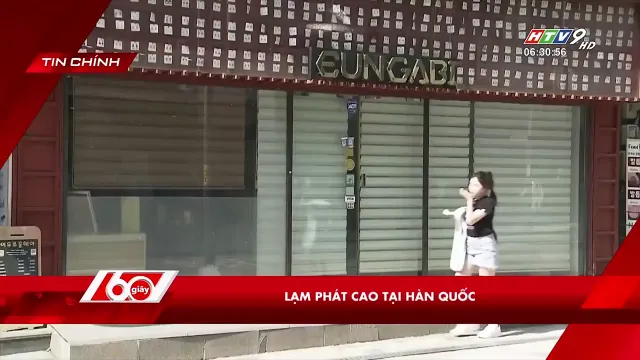 HTV9 HD
06:30:56
TIN CHÍNH
EUNGABI
60 giây
LẠM PHÁT CAO TẠI HÀN QUỐC